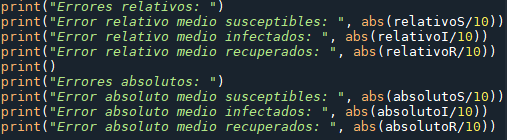 print("Errores relativos: ")
print("Error relativo medio susceptibles: ", abs(relativoS/10))
print("Error relativo medio infectados: ", abs(relativoI/10))
print("Error relativo medio recuperados: ", abs(relativoR/10))
print()
print("Errores absolutos: ")
print("Error absoluto medio susceptibles: ", abs(absolutoS/10))
print("Error absoluto medio infectados: ", abs(absolutoI/10))
print("Error absoluto medio recuperados: ", abs(absolutoR/10))